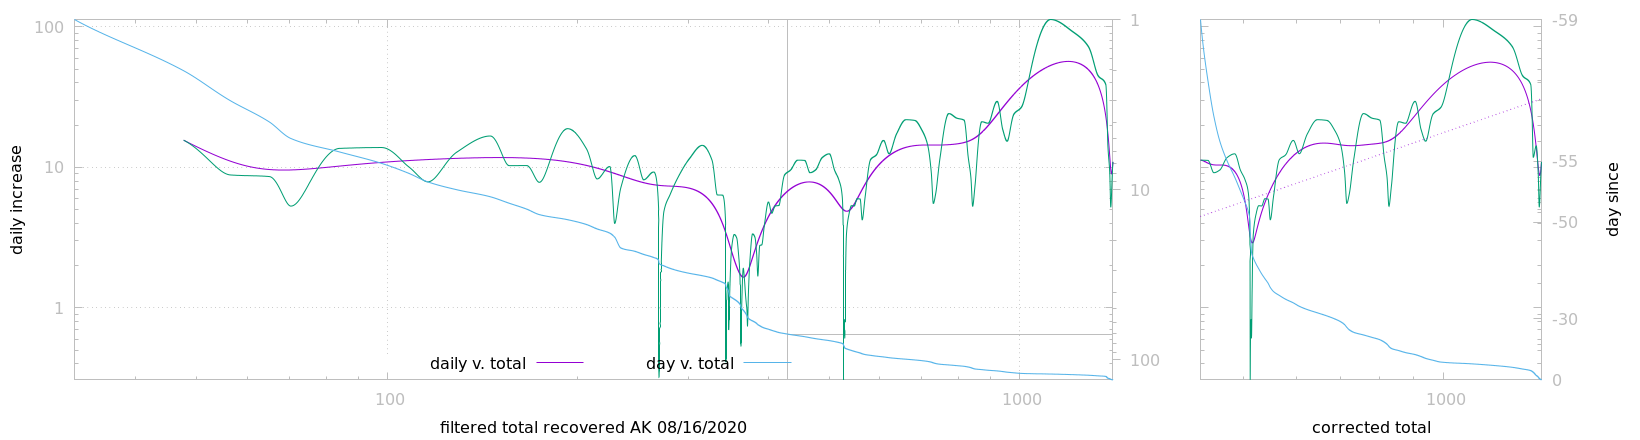 100
10
1
daily increase
100
1000
filtered total recovered AK 08/16/2020
daily v. total
day v. total
1
10
100
1000
corrected total
-59
-55
-50
-30
0
day since